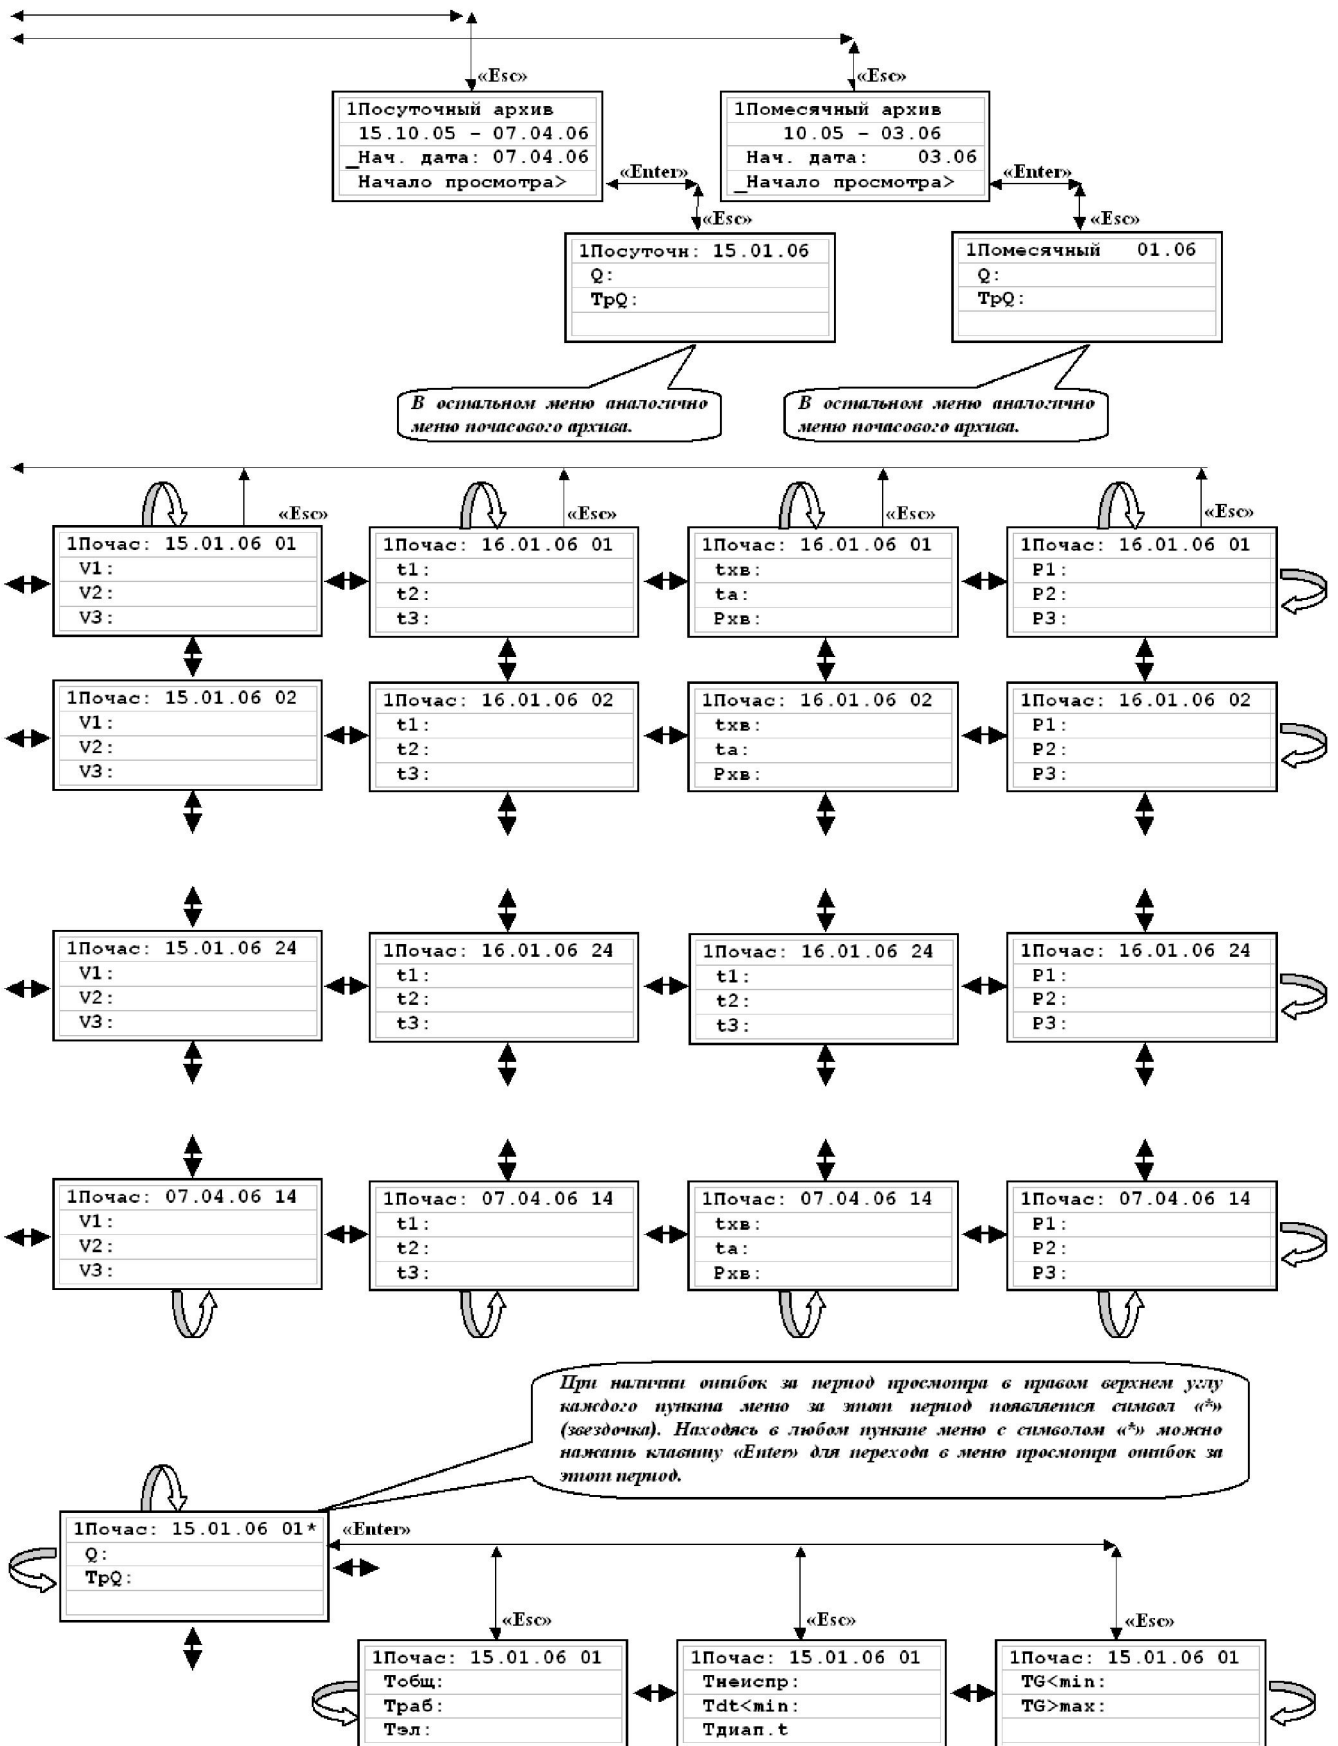 «Esc»
«Esc»
1Посуточный архив
15.10.05 – 07.04.06
_Нач. дата: 07.04.06
Начало просмотра>
1Помесячный архив
10.05 – 03.06
Нач. дата: 03.06
_Начало просмотра>
«Enter»
«Enter»
«Esc»
«Esc»
1Посуточн: 15.01.06
Q:
TpQ:
1Помесячный 01.06
Q:
TpQ:
В остальном меню аналогично
меню почасового архива.
В остальном меню аналогично
меню почасового архива.
«Esc»
«Esc»
«Esc»
«Esc»
1Почас: 15.01.06 01
V1:
V2:
V3:
1Почас: 16.01.06 01
t1:
t2:
t3:
1Почас: 16.01.06 01
tхв:
tа:
Рхв:
1Почас: 16.01.06 01
P1:
P2:
P3:
1Почас: 15.01.06 02
V1:
V2:
V3:
1Почас: 16.01.06 02
t1:
t2:
t3:
1Почас: 16.01.06 02
tхв:
tа:
Рхв:
1Почас: 16.01.06 02
P1:
P2:
P3:
1Почас: 15.01.06 24
V1:
V2:
V3:
1Почас: 16.01.06 24
t1:
t2:
t3:
1Почас: 16.01.06 24
t1:
t2:
t3:
1Почас: 16.01.06 24
P1:
P2:
P3:
1Почас: 07.04.06 14
V1:
V2:
V3:
1Почас: 07.04.06 14
t1:
t2:
t3:
1Почас: 07.04.06 14
tхв:
tа:
Рхв:
1Почас: 07.04.06 14
P1:
P2:
P3:
При наличии ошибок за период просмотра в правом верхнем углу
каждого пункта меню за этот период появляется символ «*»
(звездочка). Находясь в любом пункте меню с символом «*» можно
нажать клавишу «Enter» для перехода в меню просмотра ошибок за
этот период.
1Почас: 15.01.06 01*
Q:
TpQ:
«Enter»
«Esc»
«Esc»
«Esc»
1Почас: 15.01.06 01
Тобщ:
Траб:
Тэл:
1Почас: 15.01.06 01
Тнеиспр:
Tdt<min:
Тдиап.t
1Почас: 15.01.06 01
TG<min:
TG>max: